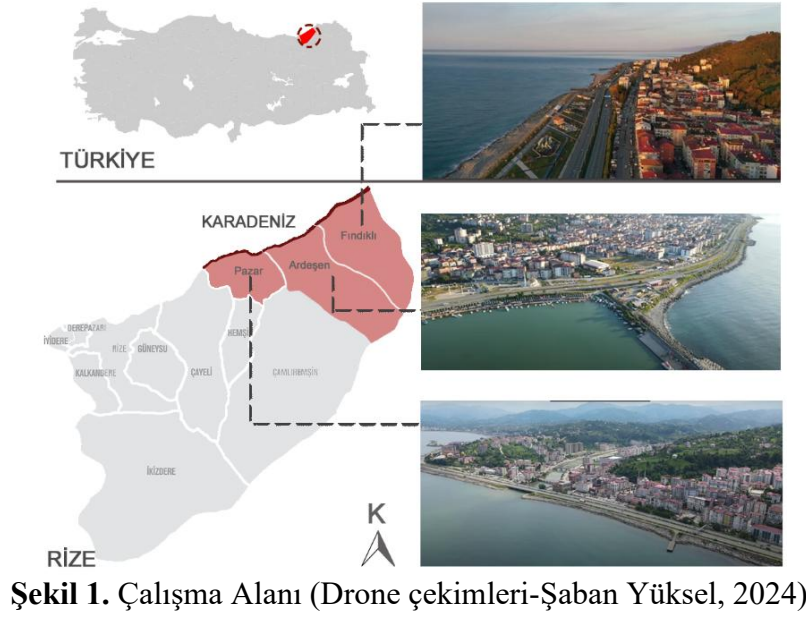 TÜRKİYE
KARADENİZ
Fındıklı
Ardeşen
Pazar
HEMŞİN
DEREPAZARI
İYİDERE
RİZE
GÜNEYSU
KALKANDERE
ÇAYELİ
ÇAMLIHEMŞİN
İKİZDERE
K
RİZE
Şekil 1. Çalışma Alanı (Drone çekimleri-Şaban Yüksel, 2024)